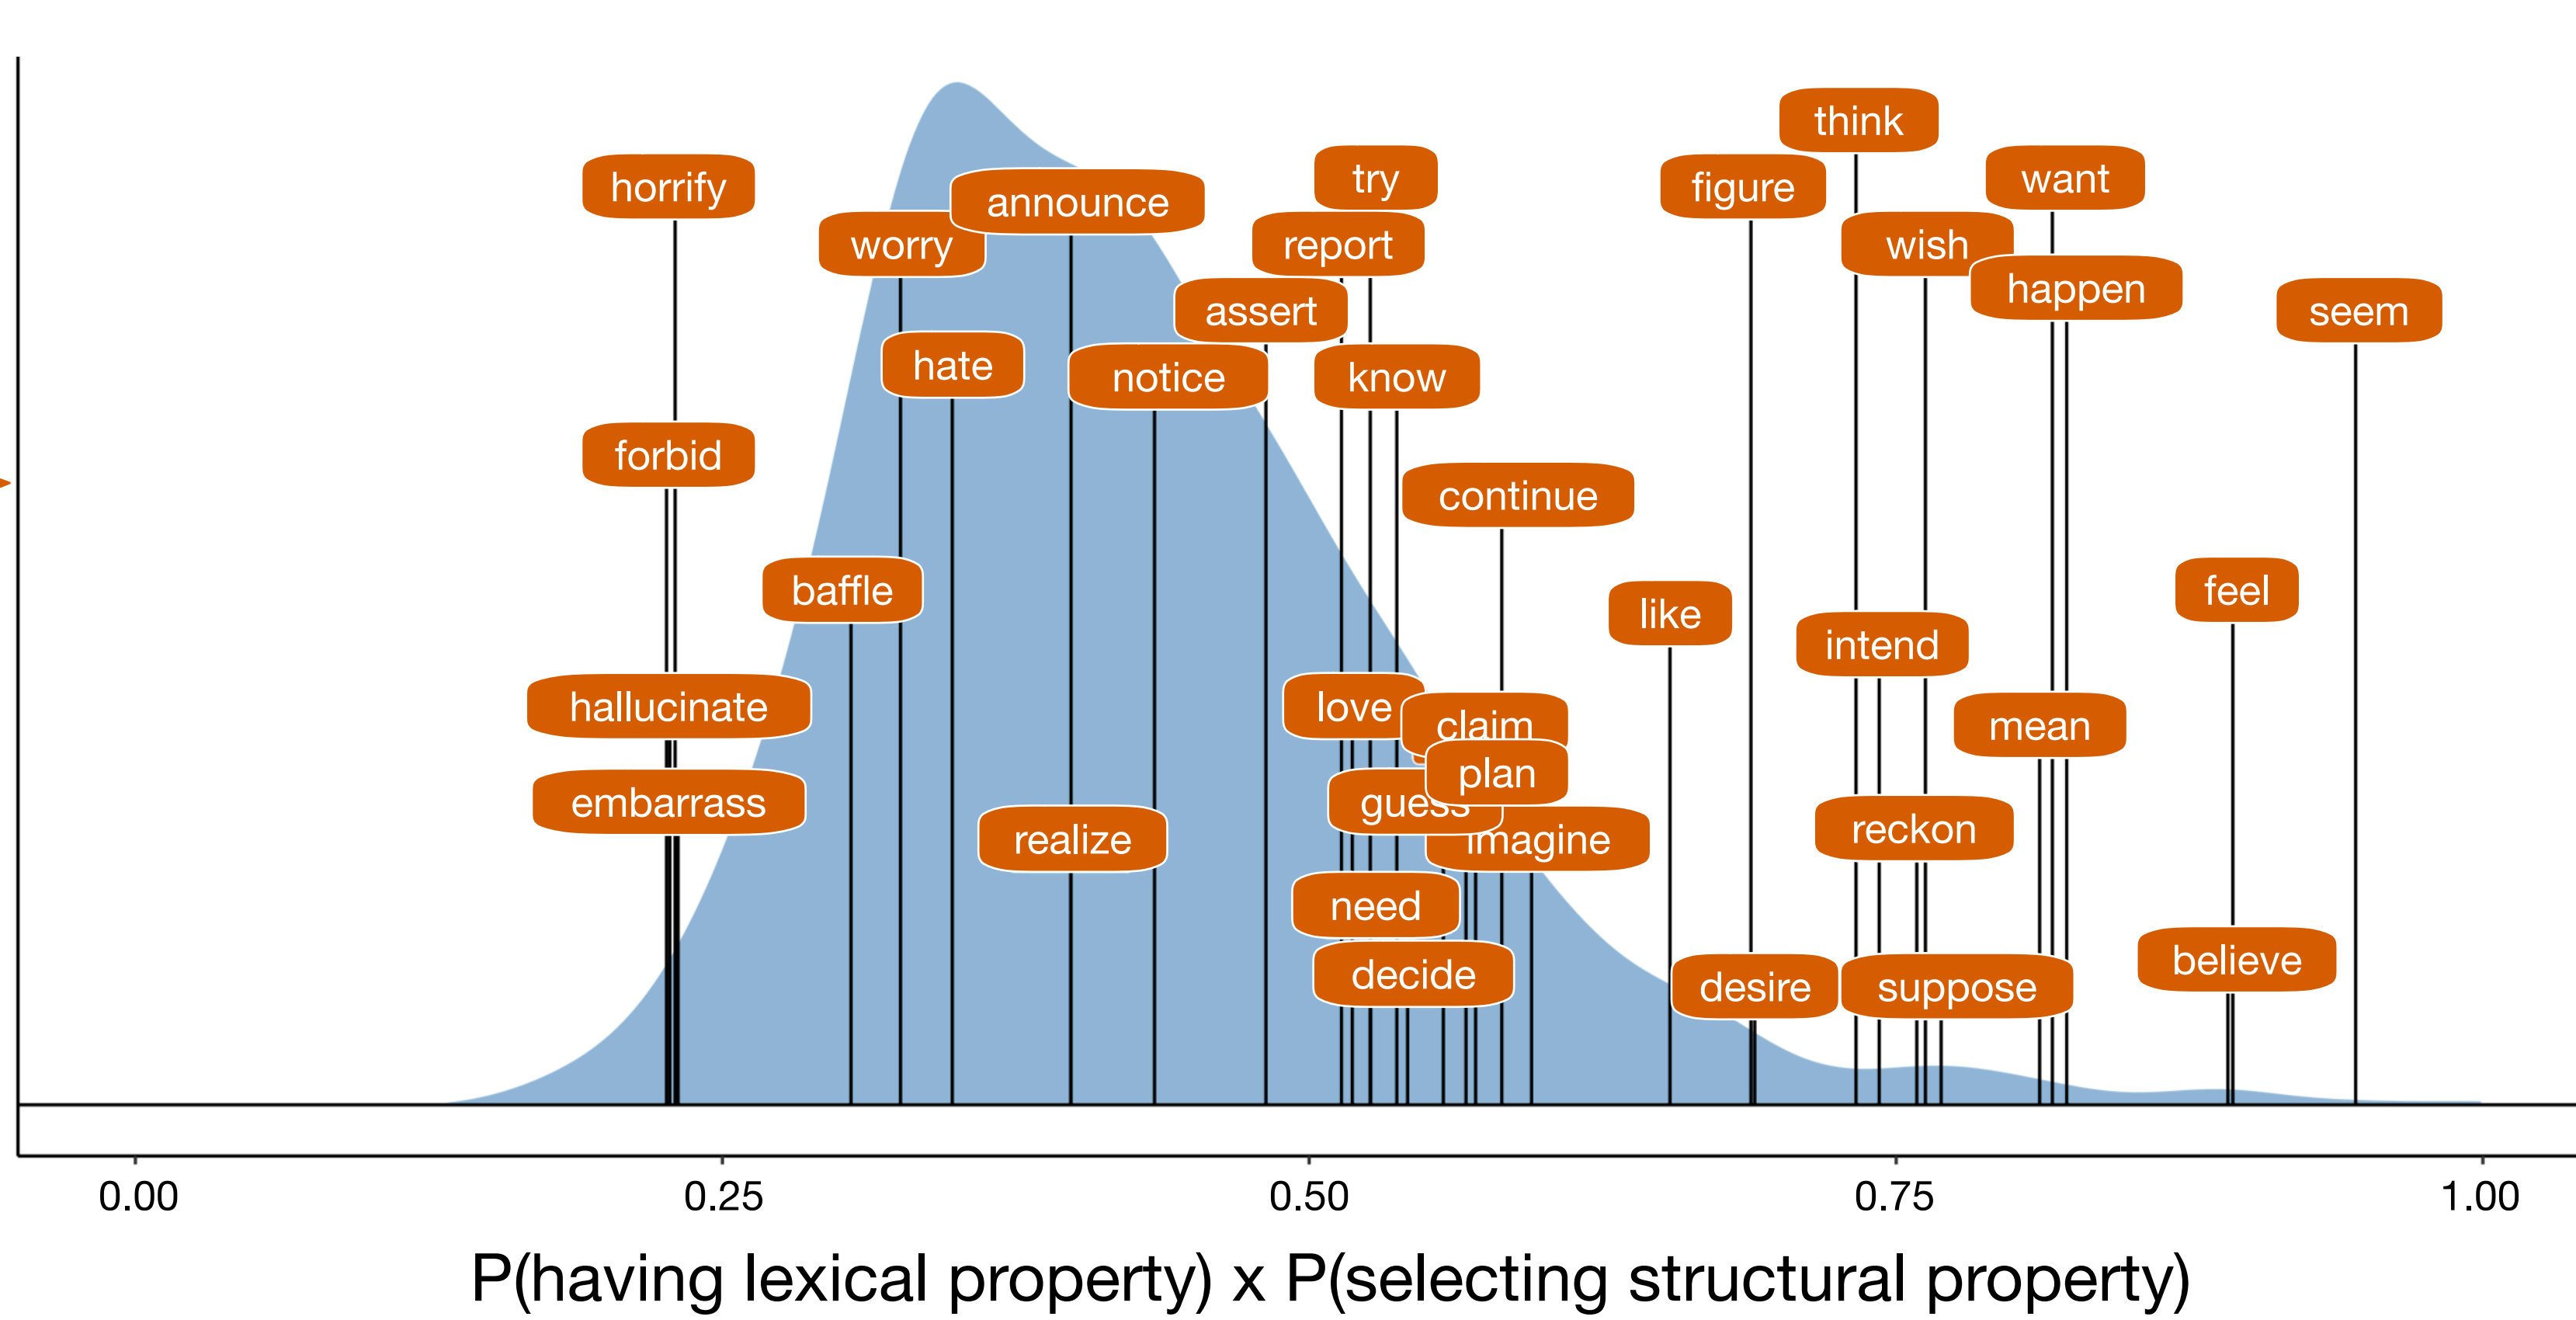 think
try
want
horrify
figure
announce
worry
report
wish
happen
assert
seem
hate
notice
know
forbid
continue
baffle
feel
like
intend
hallucinate
love
claim
mean
plan
embarrass
guess
reckon
realize
imagine
need
believe
decide
desire
suppose
0.00 0.25 0.50 0.75 1.00
P(having lexical property) x P(selecting structural property)